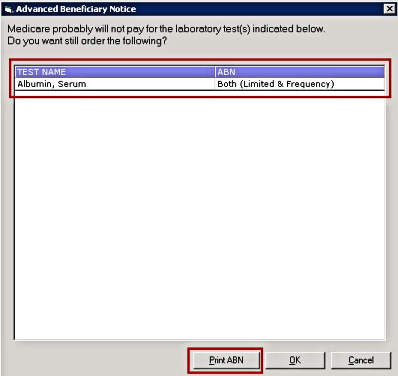 Advanced Beneficiary Notice
Medicare probably will not pay for the laboratory test(s) indicated below.
Do you want still order the following?
TEST NAME ABN
Albumin, Serum Both (Limited & Frequency)
Print ABN OK Cancel